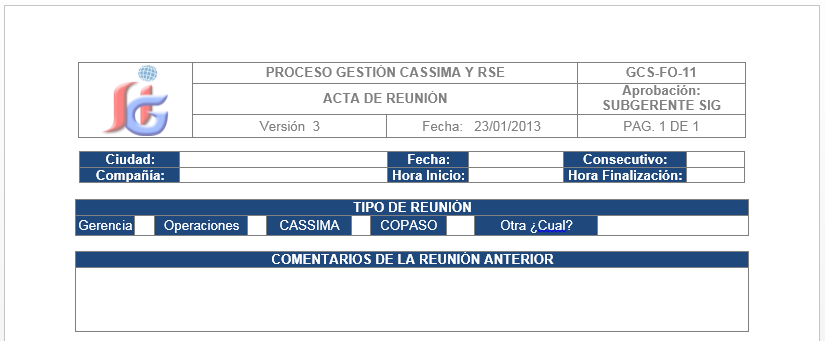 PROCESO GESTIÓN CASSIMA Y RSE GCS-FO-11
ACTA DE REUNIÓN Aprobación:
SUBGERENTE SIG
Versión 3 Fecha: 23/01/2013 PAG. 1 DE 1
Ciudad: Fecha: Consecutivo:
Compañía: Hora Inicio: Hora Finalización:
TIPO DE REUNIÓN
Gerencia Operaciones CASSIMA COPASO Otra ¿Cual?
COMENTARIOS DE LA REUNIÓN ANTERIOR